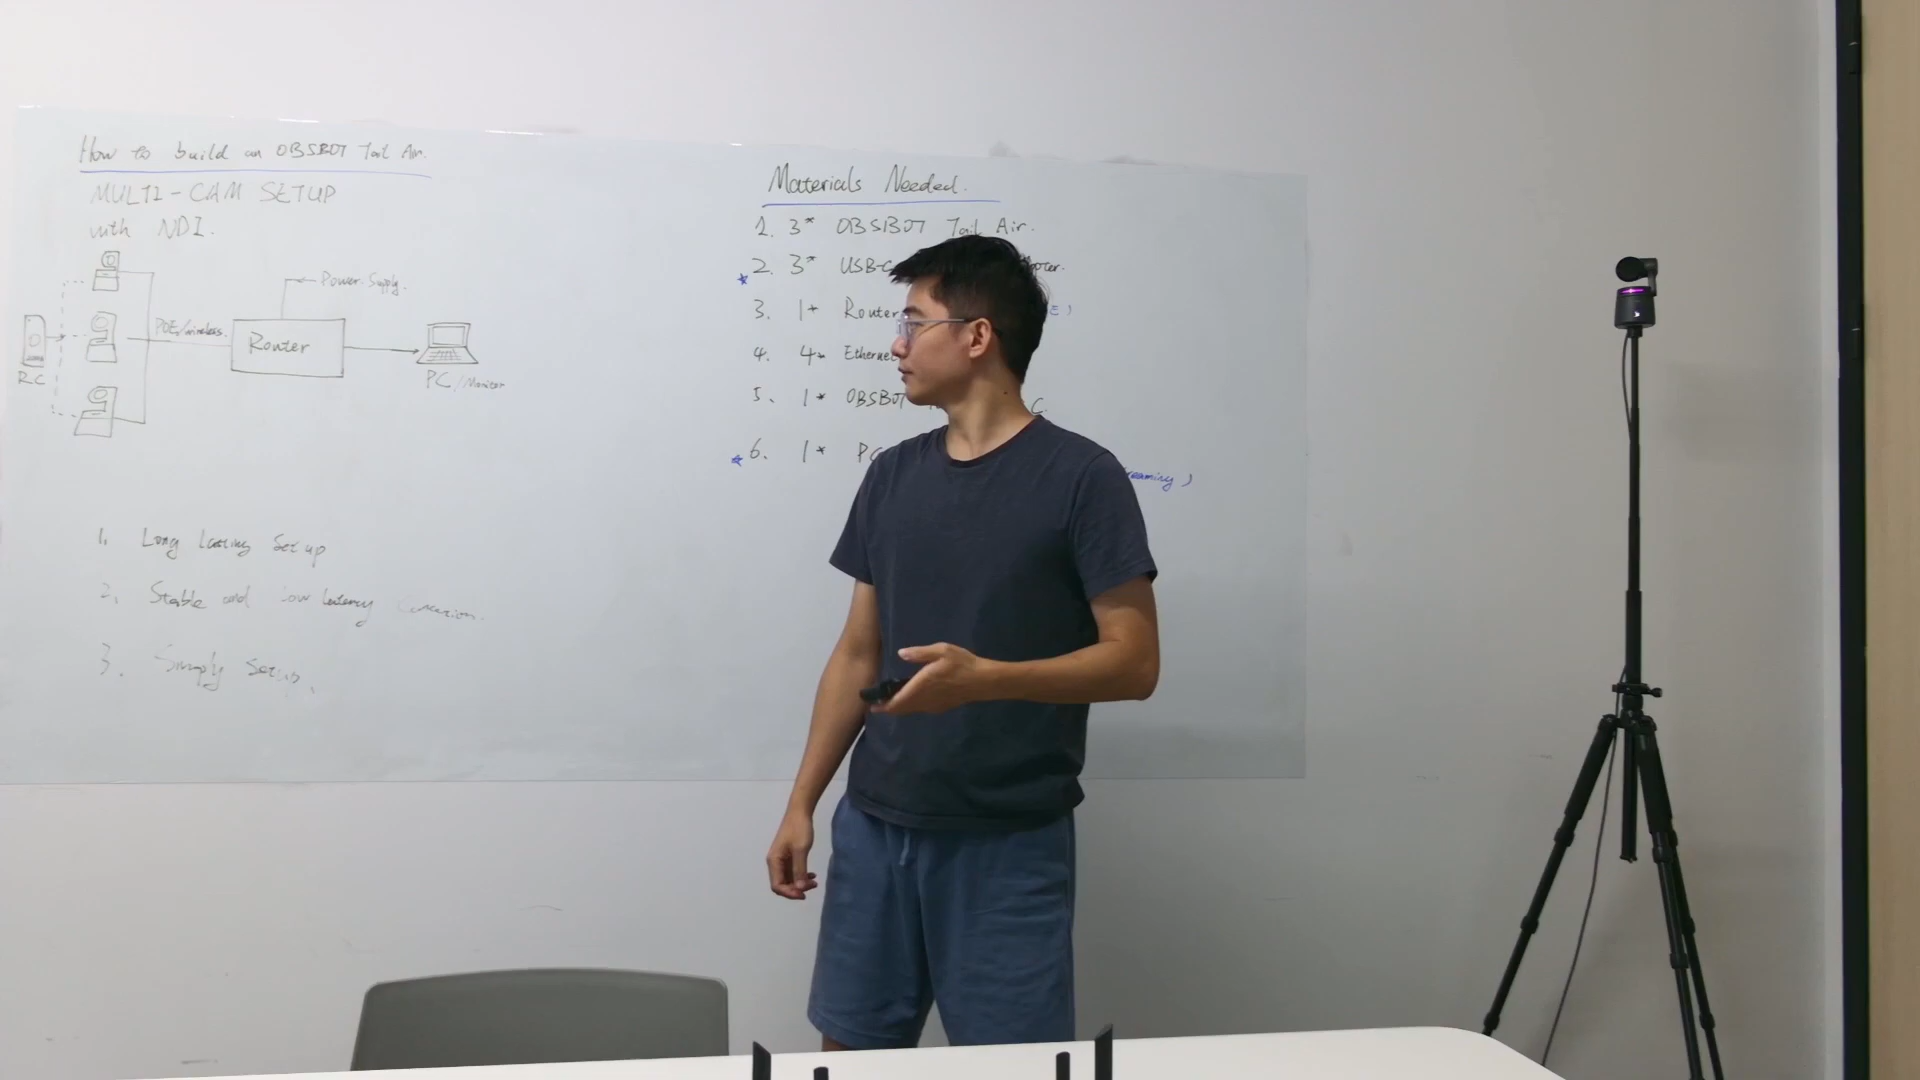 How to build an OBSBOT Tail Air.
MULTI-CAM SETUP
with NDI.
Power Supply.
POE/wireless.
Router
RC
PC/Monitor
1. Long Lasting Set up
2. Stable and low latency
3. Simply Setup.
Materials Needed.
1. 3* OBSBOT Tail Air.
2. 3* USB-C
3. 1* Router
4. 4* Ethernet
5. 1* OBSBOT
6. 1* PC